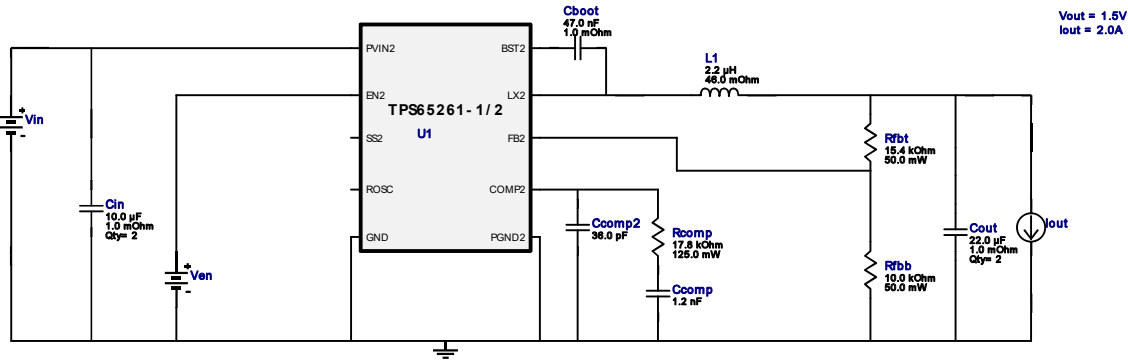 Vout = 1.5V
Iout = 2.0A
Cboot
47.0 nF
1.0 mOhm
PVIN2
BST2
L1
2.2 µH
46.0 mOhm
EN2
LX2
TPS65261-1/2
U1
Vin
SS2
FB2
Rfbt
15.4 kOhm
50.0 mW
ROSC
COMP2
Cin
10.0 µF
1.0 mOhm
Qty= 2
Ccomp2
36.0 pF
Rcomp
17.8 kOhm
125.0 mW
GND
PGND2
Cout
22.0 µF
1.0 mOhm
Qty= 2
Iout
Ven
Rfbb
10.0 kOhm
50.0 mW
Ccomp
1.2 nF